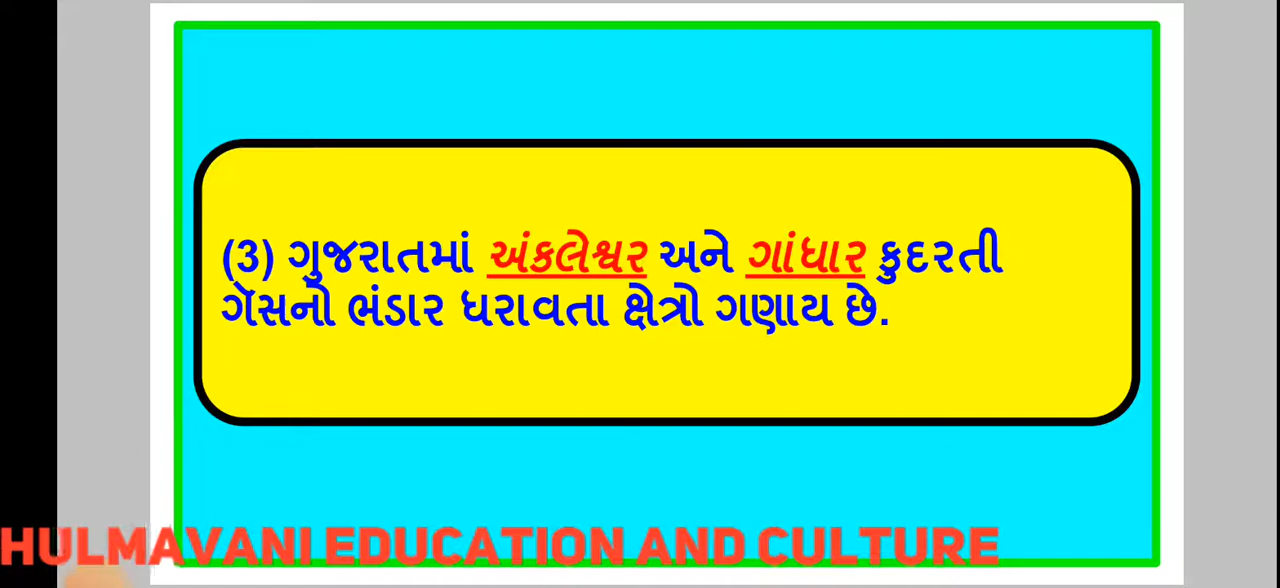 (3) ગુજરાતમાં અંકલેશ્વર અને ગાંધાર કુદરતી
ગૅસનો ભંડાર ધરાવતા ક્ષેત્રો ગણાય છે.
HULMAVANI EDUCATION AND CULTURE